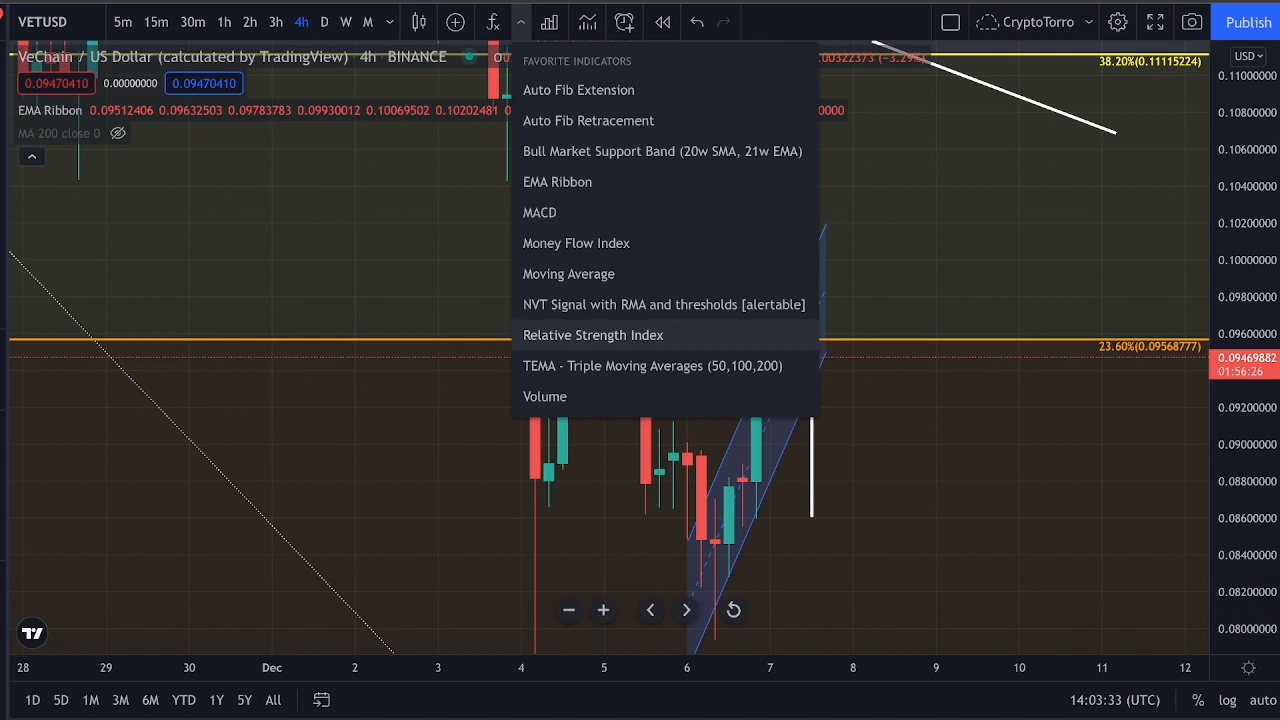 VETUSD 5m 15m 30m 1h 2h 3h 4h D W M CryptoTorro Publish
VeChain / US Dollar (calculated by TradingView) · 4h · BINANCE
0.00322373 (−3.29%)
0.09470410 0.00000000 0.09470410
EMA Ribbon 0.09512406 0.09632503 0.09783783 0.09930012 0.10069502 0.10202481
MA 200 close 0
FAVORITE INDICATORS
Auto Fib Extension
Auto Fib Retracement
Bull Market Support Band (20w SMA, 21w EMA)
EMA Ribbon
MACD
Money Flow Index
Moving Average
NVT Signal with RMA and thresholds [alertable]
Relative Strength Index
TEMA - Triple Moving Averages (50,100,200)
Volume
38.20%(0.11115224)
23.60%(0.09568777)
USD
0.11000000
0.10800000
0.10600000
0.10400000
0.10200000
0.10000000
0.09800000
0.09600000
0.09469882
01:56:26
0.09200000
0.09000000
0.08800000
0.08600000
0.08400000
0.08200000
0.08000000
28 29 30 Dec 2 3 4 5 6 7 8 9 10 11 12
1D 5D 1M 3M 6M YTD 1Y 5Y All 14:03:33 (UTC) % log auto